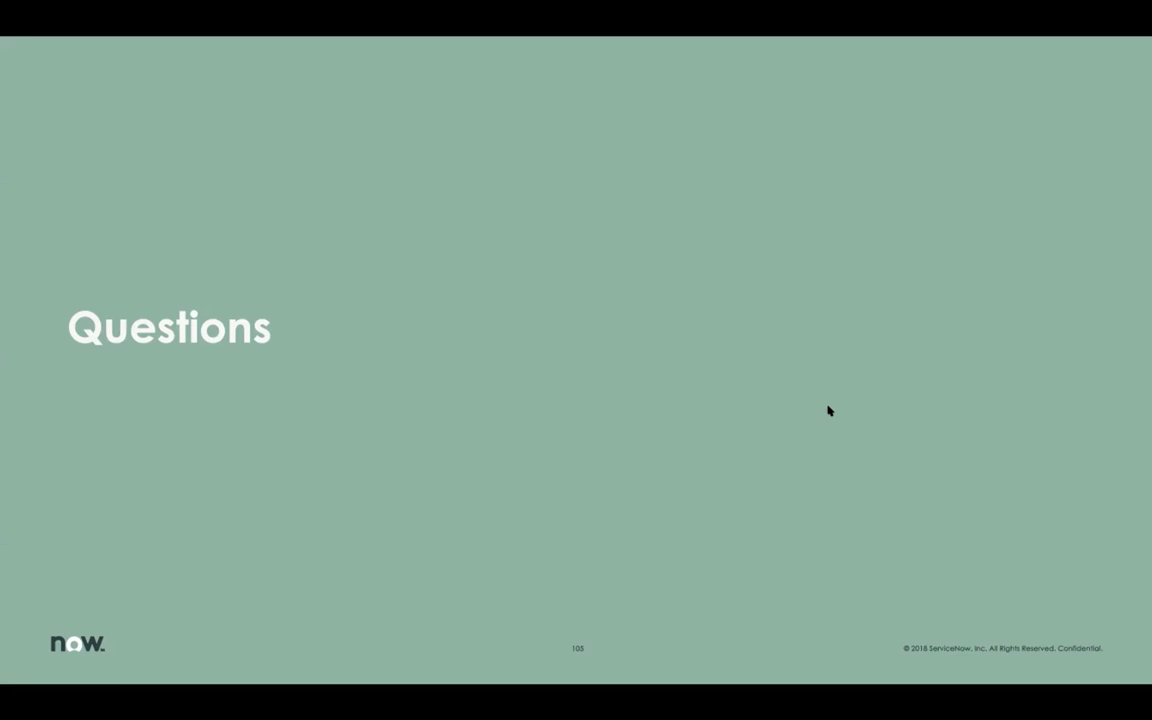 Questions
now.
105
© 2018 ServiceNow, Inc. All Rights Reserved. Confidential.